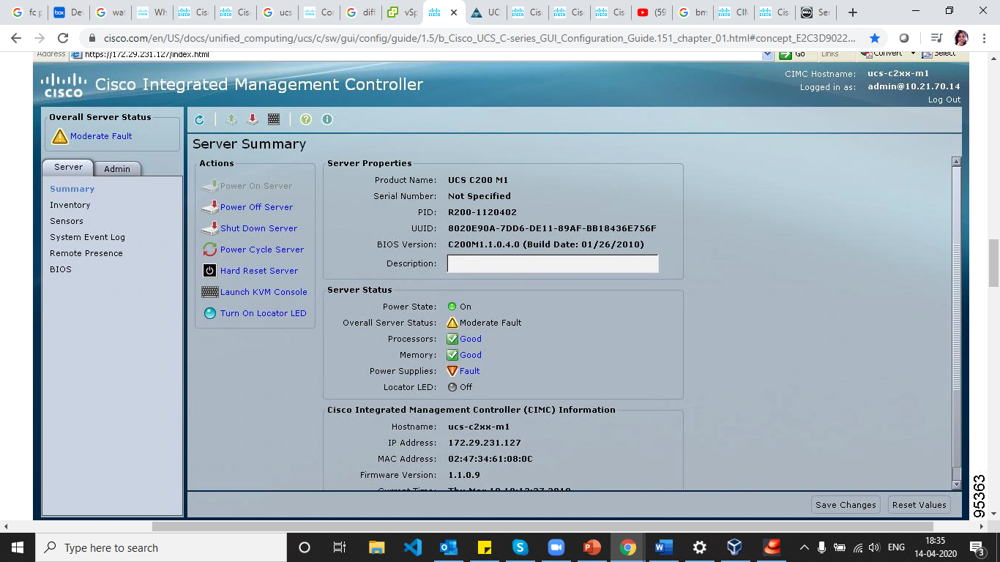 fc p
De
Wh
Cis
Cis
ucs
Cor
diff
vSp
UC
Cis
Cis
Cis
(59
bm
CIM
Cis
Ser
cisco.com/en/US/docs/unified_computing/ucs/c/sw/gui/config/guide/1.5/b_Cisco_UCS_C-series_GUI_Configuration_Guide.151_chapter_01.html#concept_E2C3D9022...
Address https://172.29.231.127/index.html Go Links Convert Select
CISCO Cisco Integrated Management Controller
CIMC Hostname: ucs-c2xx-m1
Logged in as: admin@10.21.70.14
Log Out
Overall Server Status
Moderate Fault
Server Admin
Summary
Inventory
Sensors
System Event Log
Remote Presence
BIOS
Server Summary
Actions
Power On Server
Power Off Server
Shut Down Server
Power Cycle Server
Hard Reset Server
Launch KVM Console
Turn On Locator LED
Server Properties
Product Name: UCS C200 M1
Serial Number: Not Specified
PID: R200-1120402
UUID: 8020E90A-7DD6-DE11-89AF-BB18436E756F
BIOS Version: C200M1.1.0.4.0 (Build Date: 01/26/2010)
Description:
Server Status
Power State: On
Overall Server Status: Moderate Fault
Processors: Good
Memory: Good
Power Supplies: Fault
Locator LED: Off
Cisco Integrated Management Controller (CIMC) Information
Hostname: ucs-c2xx-m1
IP Address: 172.29.231.127
MAC Address: 02:47:34:61:08:0C
Firmware Version: 1.1.0.9
Save Changes Reset Values
95363
Type here to search
ENG
18:35
14-04-2020
3